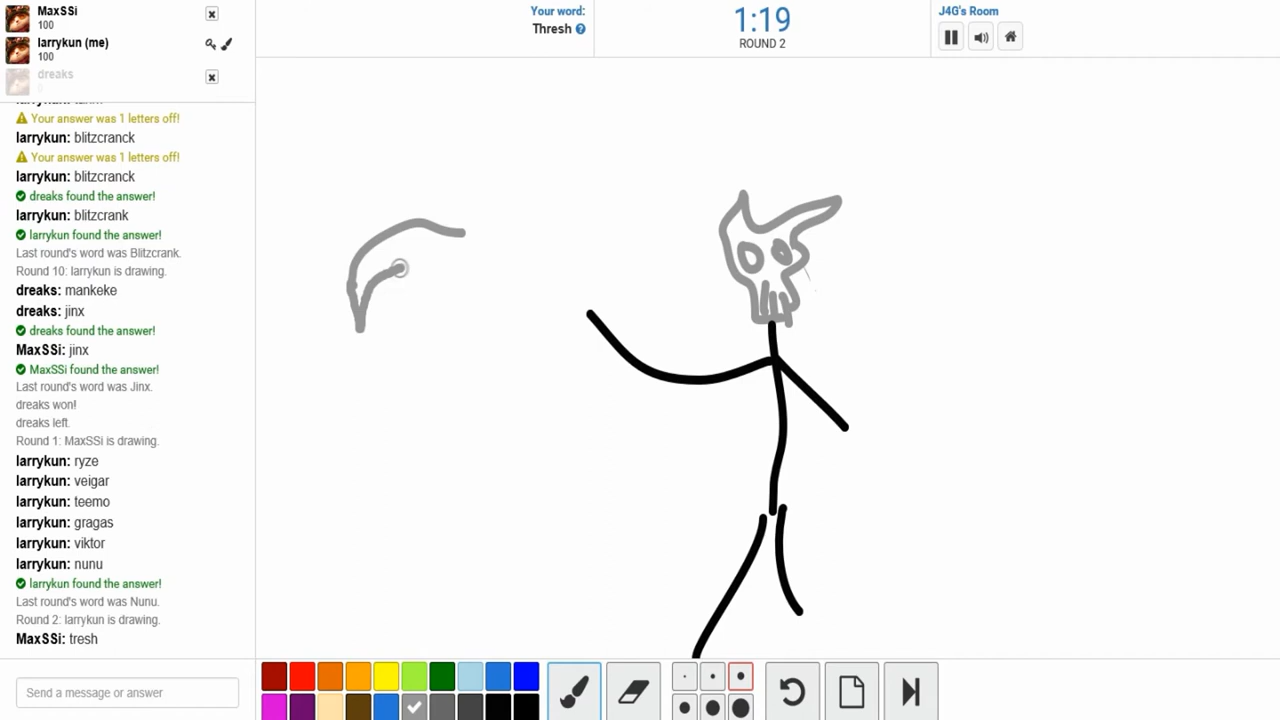 MaxSSi
100
larrykun (me)
100
dreaks
Your word:
Thresh
1:19
ROUND 2
J4G's Room
Your answer was 1 letters off!
larrykun: blitzcranck
Your answer was 1 letters off!
larrykun: blitzcranck
dreaks found the answer!
larrykun: blitzcrank
larrykun found the answer!
Last round's word was Blitzcrank.
Round 10: larrykun is drawing.
dreaks: mankeke
dreaks: jinx
dreaks found the answer!
MaxSSi: jinx
MaxSSi found the answer!
Last round's word was Jinx.
dreaks won!
dreaks left.
Round 1: MaxSSi is drawing.
larrykun: ryze
larrykun: veigar
larrykun: teemo
larrykun: gragas
larrykun: viktor
larrykun: nunu
larrykun found the answer!
Last round's word was Nunu.
Round 2: larrykun is drawing.
MaxSSi: tresh
Send a message or answer